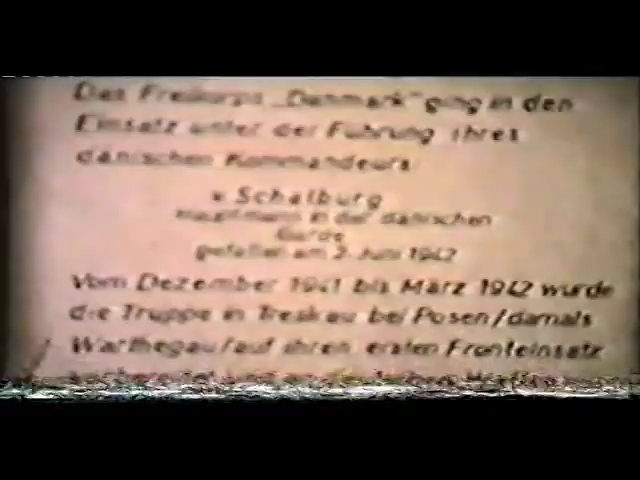 Das Freikorps „Danmark" ging in den
Einsatz unter der Führung ihres
dänischen Kommandeurs
v. Schalburg
Hauptmann in der dänischen
Garde
gefallen am 2. Juni 1942
Vom Dezember 1941 bis März 1942 wurde
die Truppe in Treskau bei Posen/damals
Warthegau/auf ihren ersten Fronteinsatz